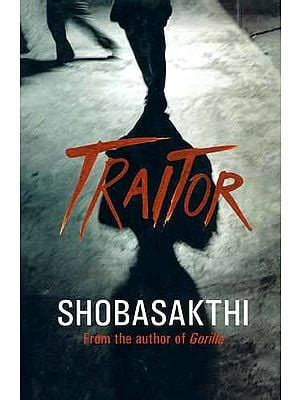 TRAITOR
SHOBASAKTHI
From the author of Gorilla